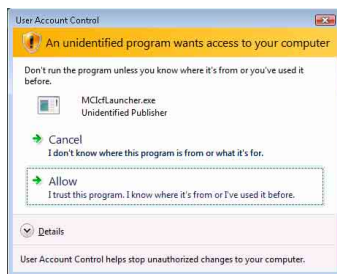 User Account Control
An unidentified program wants access to your computer
Don't run the program unless you know where it's from or you've used it
before.
MCIcfLauncher.exe
Unidentified Publisher
Cancel
I don't know where this program is from or what it's for.
Allow
I trust this program. I know where it's from or I've used it before.
Details
User Account Control helps stop unauthorized changes to your computer.